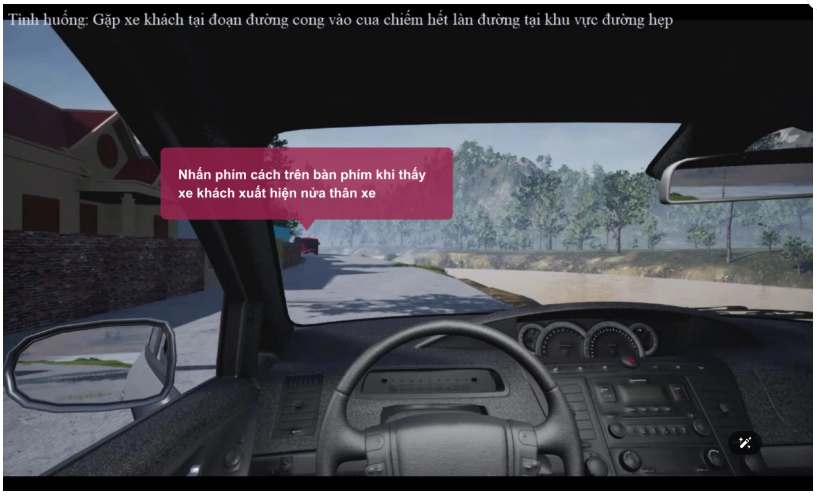 Tình huống: Gặp xe khách tại đoạn đường cong vào cua chiếm hết làn đường tại khu vực đường hẹp
Nhấn phím cách trên bàn phím khi thấy
xe khách xuất hiện nửa thân xe